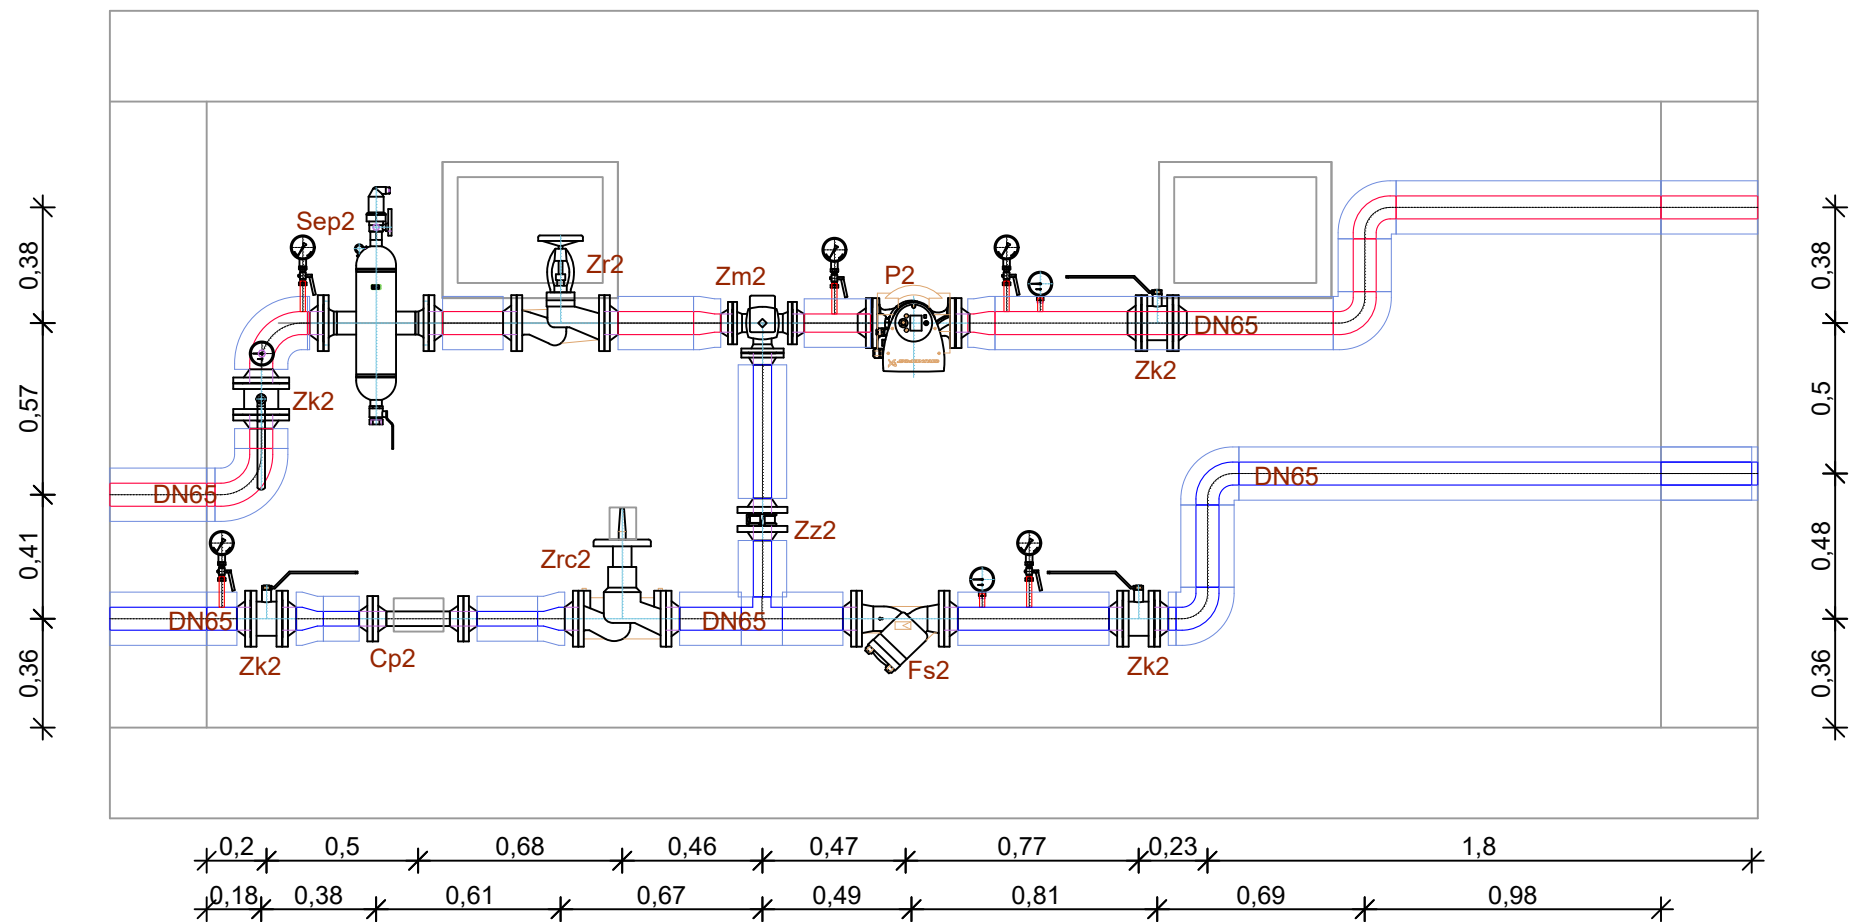 Sep2
Zr2
Zm2
P2
DN65
Zk2
Zk2
DN65
DN65
Zrc2
Zz2
DN65
DN65
Zk2
Cp2
Fs2
Zk2
0,38
0,57
0,41
0,36
0,38
0,5
0,48
0,36
0,2 0,5 0,68 0,46 0,47 0,77 0,23 1,8
0,18 0,38 0,61 0,67 0,49 0,81 0,69 0,98